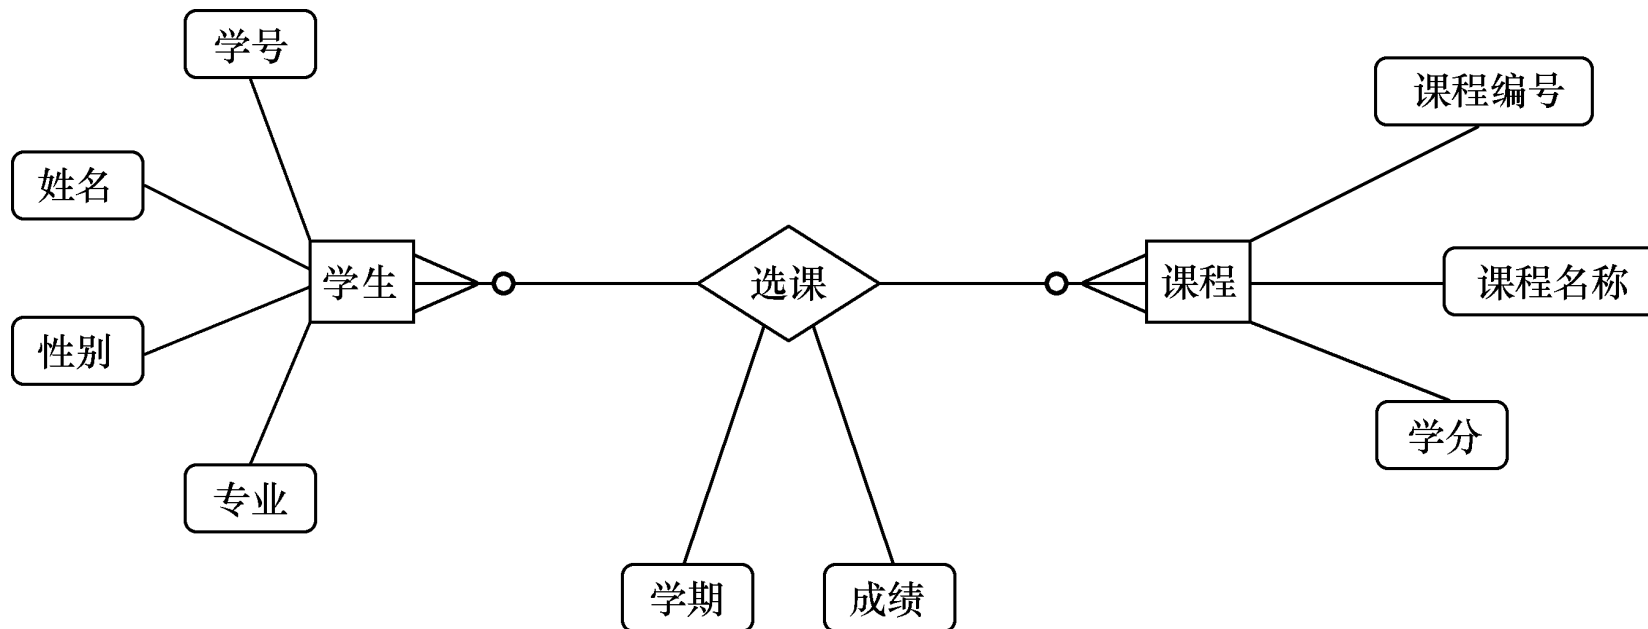 学号
课程编号
姓名
学生
选课
课程
课程名称
性别
学分
专业
学期
成绩